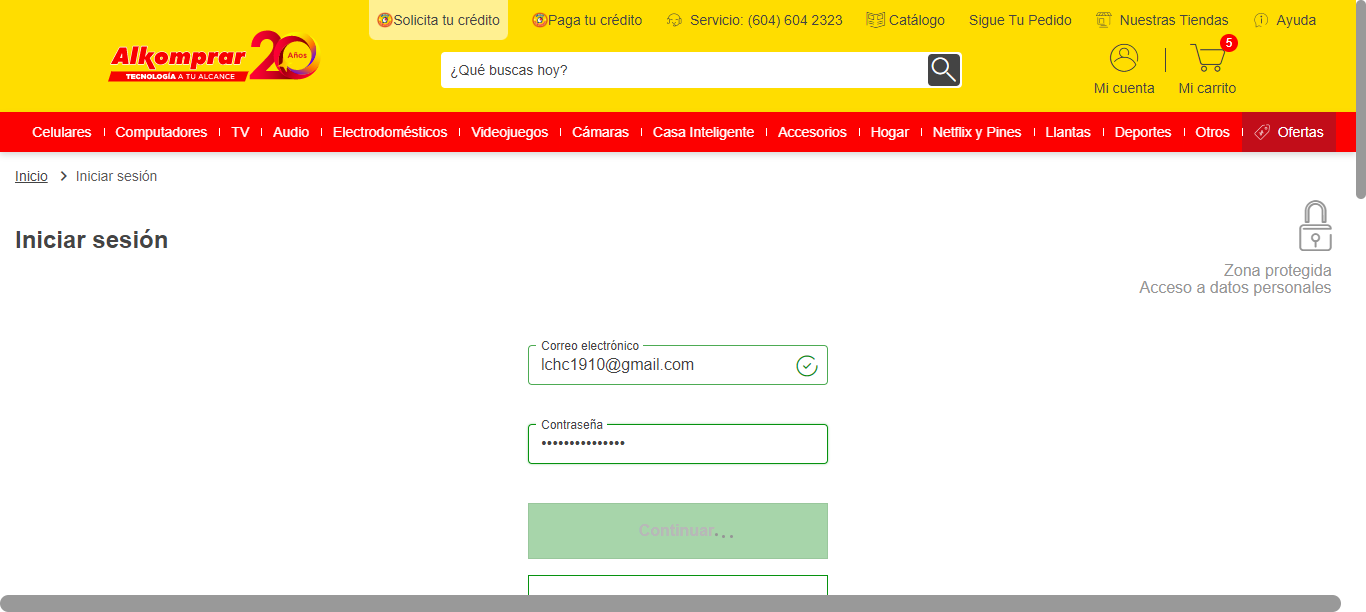 Solicita tu crédito
Paga tu crédito
Servicio: (604) 604 2323
Catálogo
Sigue Tu Pedido
Nuestras Tiendas
Ayuda
Alkomprar 20 Años
TECNOLOGÍA A TU ALCANCE
¿Qué buscas hoy?
5
Mi cuenta
Mi carrito
Celulares
Computadores
TV
Audio
Electrodomésticos
Videojuegos
Cámaras
Casa Inteligente
Accesorios
Hogar
Netflix y Pines
Llantas
Deportes
Otros
Ofertas
Inicio > Iniciar sesión
Iniciar sesión
Zona protegida
Acceso a datos personales
Correo electrónico
lchc1910@gmail.com
Contraseña
•••••••••••••••
Continuar...